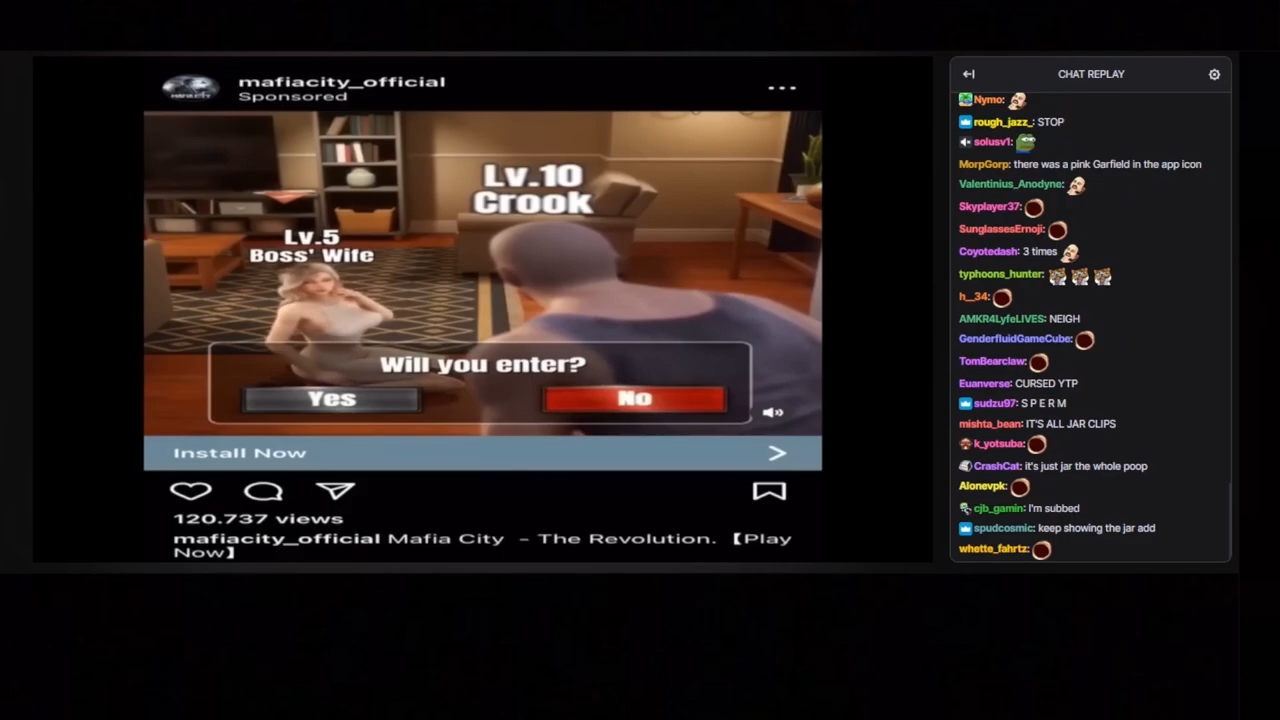 mafiacity_official
Sponsored
Lv.10
Crook
Lv.5
Boss' Wife
Will you enter?
Yes
No
Install Now
120.737 views
mafiacity_official Mafia City - The Revolution. 【Play
Now】
CHAT REPLAY
Nymo:
rough_jazz_: STOP
solusv1:
MorpGorp: there was a pink Garfield in the app icon
Valentinius_Anodyne:
Skyplayer37:
SunglassesErnoji:
Coyotedash: 3 times
typhoons_hunter:
h__34:
AMKR4LyfeLIVES: NEIGH
GenderfluidGameCube:
TomBearclaw:
Euanverse: CURSED YTP
sudzu97: S P E R M
mishta_bean: IT'S ALL JAR CLIPS
k_yotsuba:
CrashCat: it's just jar the whole poop
Alonevpk:
cjb_gamin: I'm subbed
spudcosmic: keep showing the jar add
whette_fahrtz: